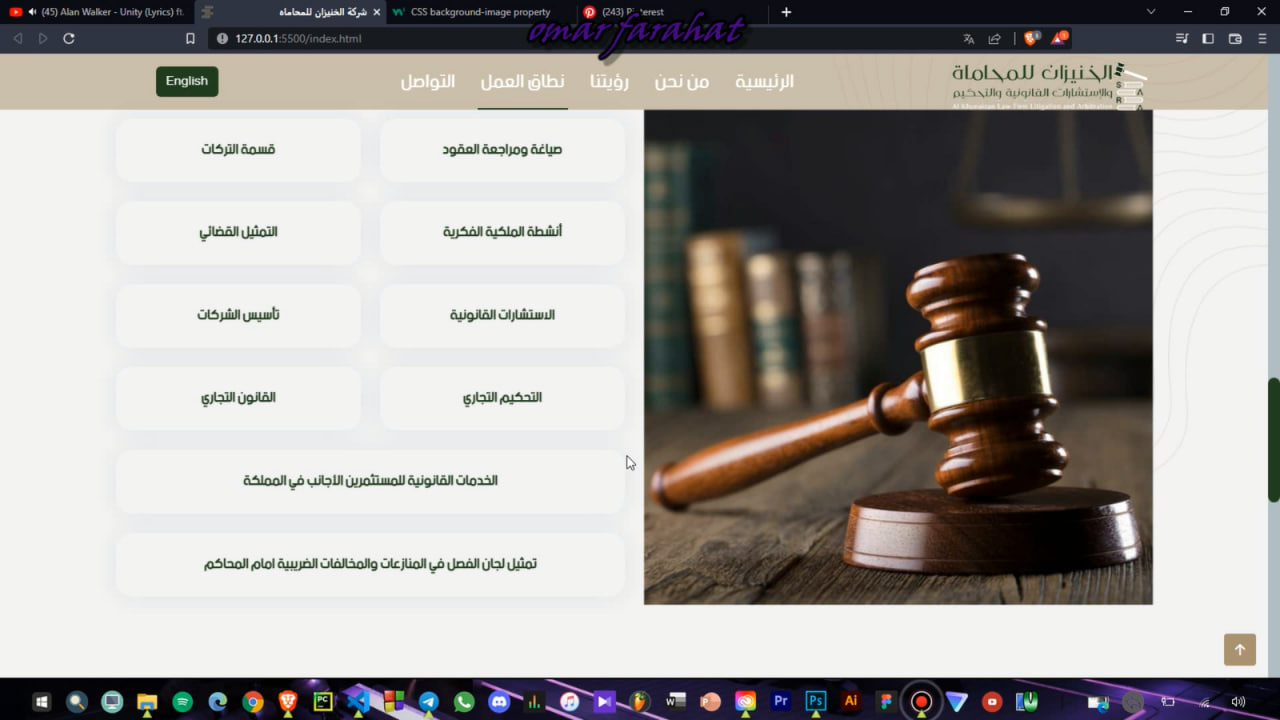 (45) Alan Walker - Unity (Lyrics) ft.
شركة الخنيزان للمحاماه
CSS background-image property
(243) Pinterest
omar farahat
127.0.0.1:5500/index.html
الخنيزان للمحاماة
والاستشارات القانونية والتحكيم
Al Khunaizan Law Firm Litigation and Arbitration
الرئيسية
من نحن
رؤيتنا
نطاق العمل
التواصل
English
صياغة ومراجعة العقود
قسمة التركات
أنشطة الملكية الفكرية
التمثيل القضائي
الاستشارات القانونية
تأسيس الشركات
التحكيم التجاري
القانون التجاري
الخدمات القانونية للمستثمرين الأجانب في المملكة
تمثيل لجان الفصل في المنازعات والمخالفات الضريبية امام المحاكم